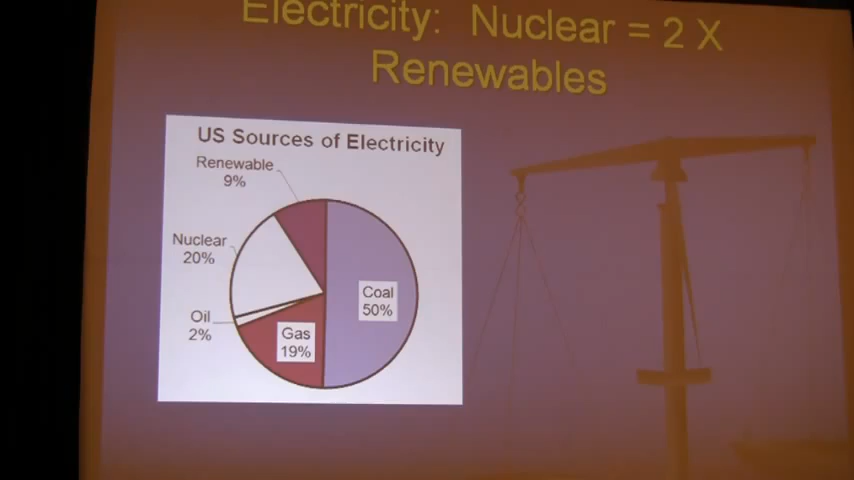 Electricity: Nuclear = 2 X
Renewables
US Sources of Electricity
Renewable
9%
Nuclear
20%
Coal
50%
Oil
2%
Gas
19%